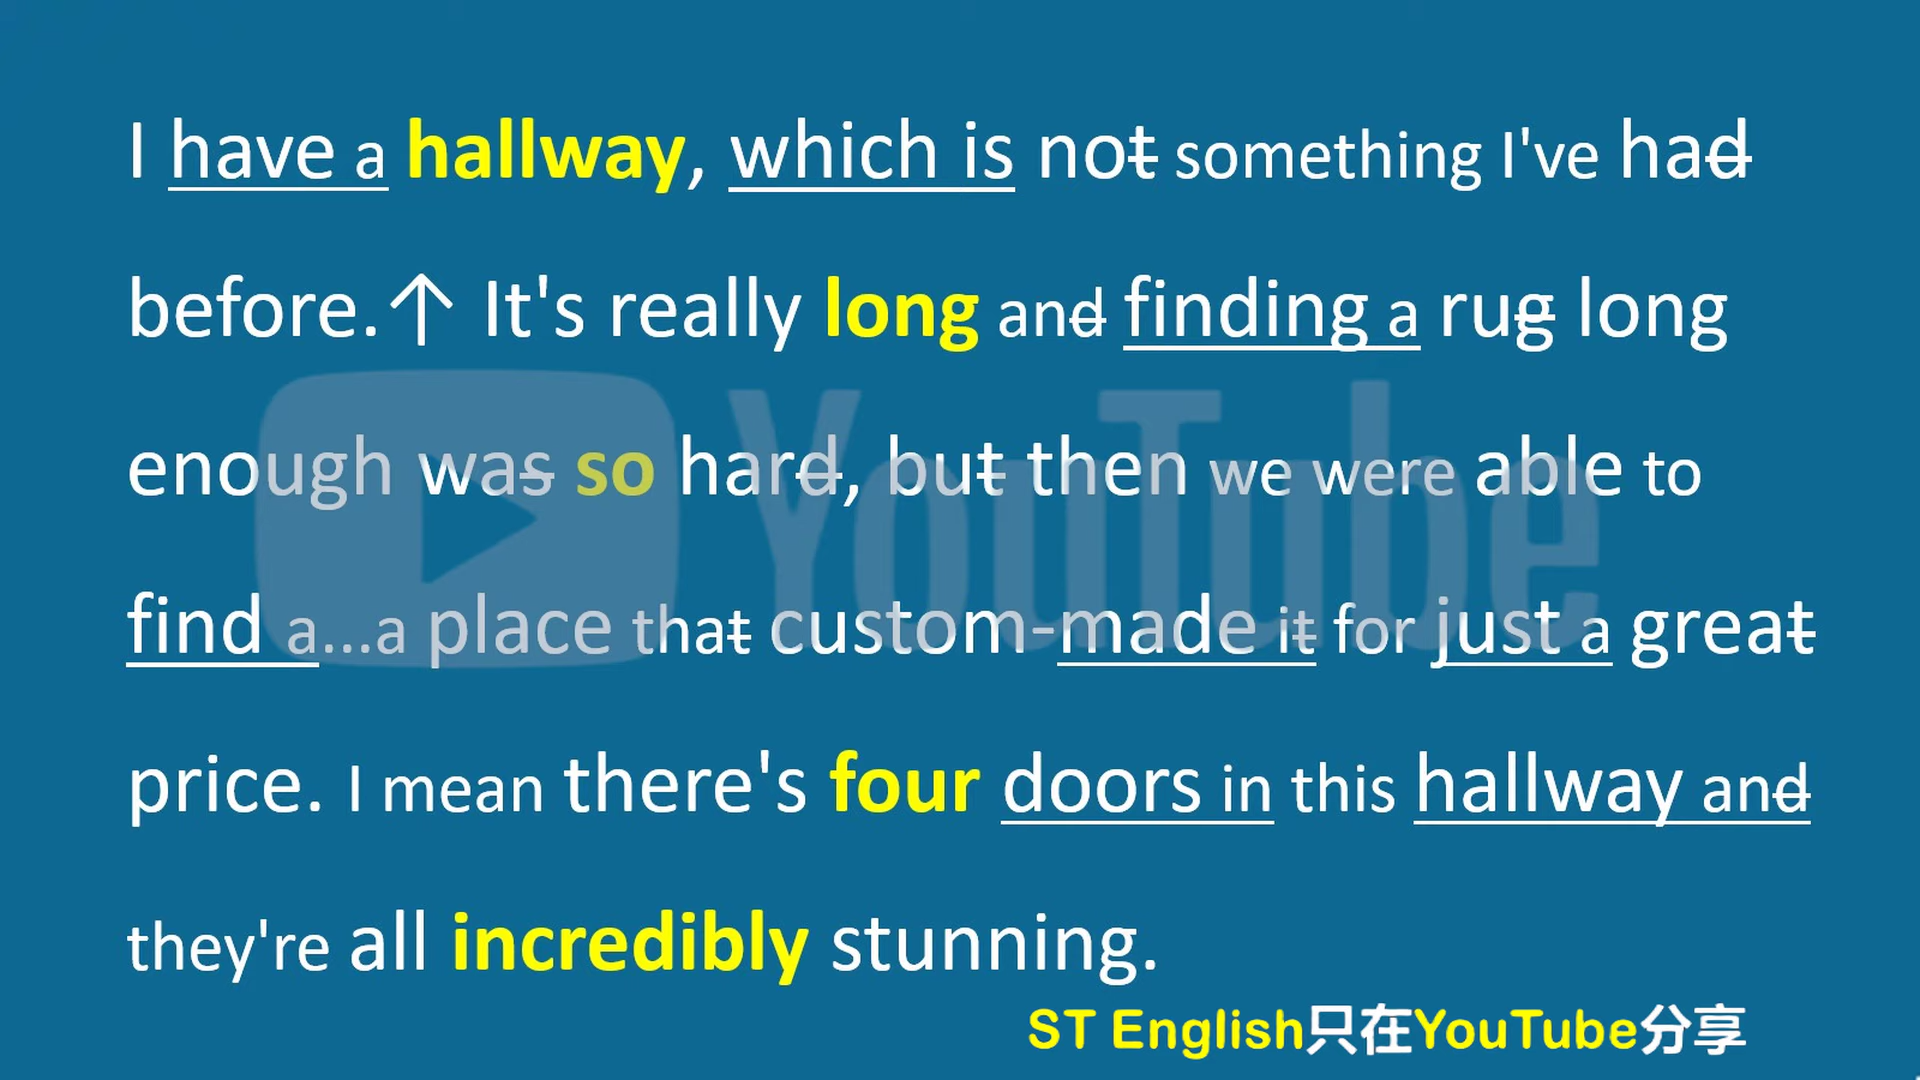 I have a hallway, which is not something I've had
before.↑ It's really long and finding a rug long
enough was so hard, but then we were able to
find a...a place that custom-made it for just a great
price. I mean there's four doors in this hallway and
they're all incredibly stunning.
YouTube
ST English只在YouTube分享